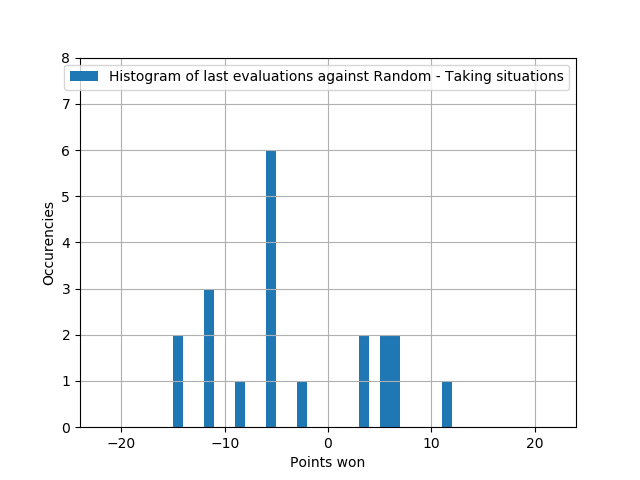 Histogram of last evaluations against Random - Taking situations
8
7
6
5
4
3
2
1
0
Occurencies
−20 −10 0 10 20
Points won